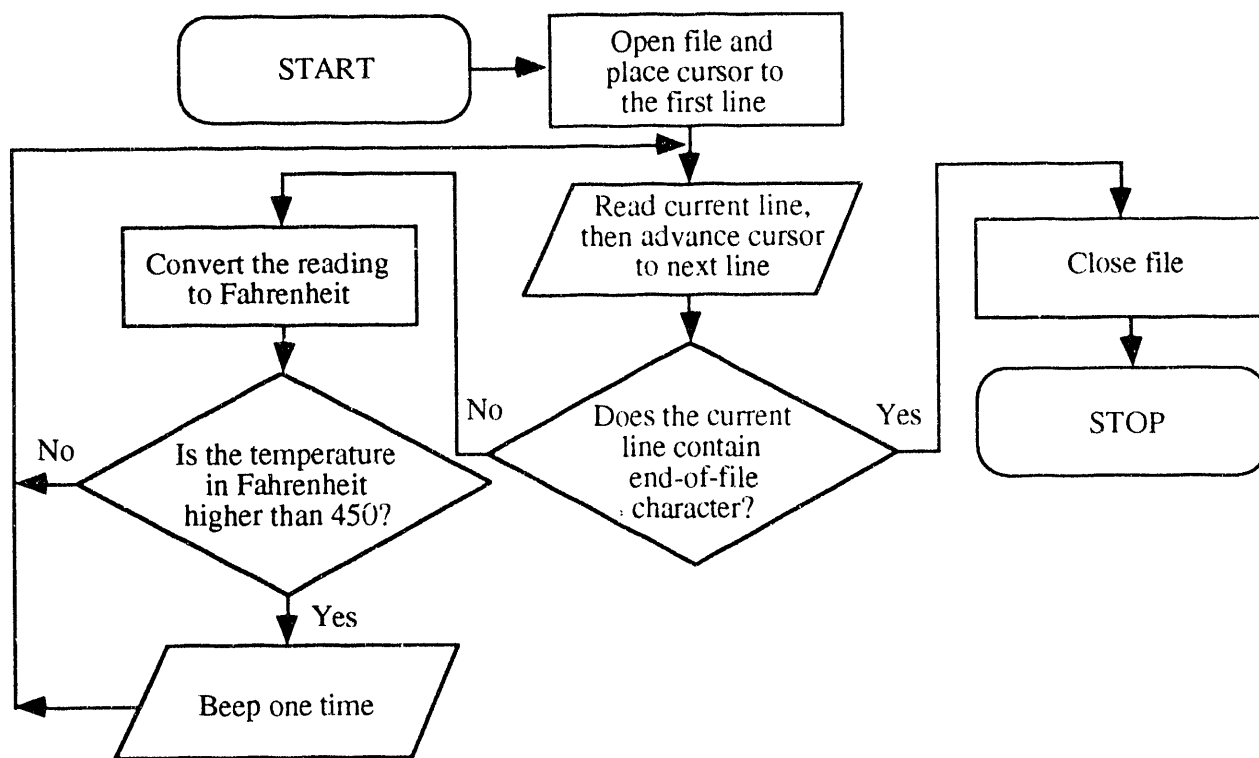 START
Open file and
place cursor to
the first line
Read current line,
then advance cursor
to next line
Does the current
line contain
end-of-file
character?
No
Yes
Convert the reading
to Fahrenheit
Is the temperature
in Fahrenheit
higher than 450?
No
Yes
Beep one time
Close file
STOP